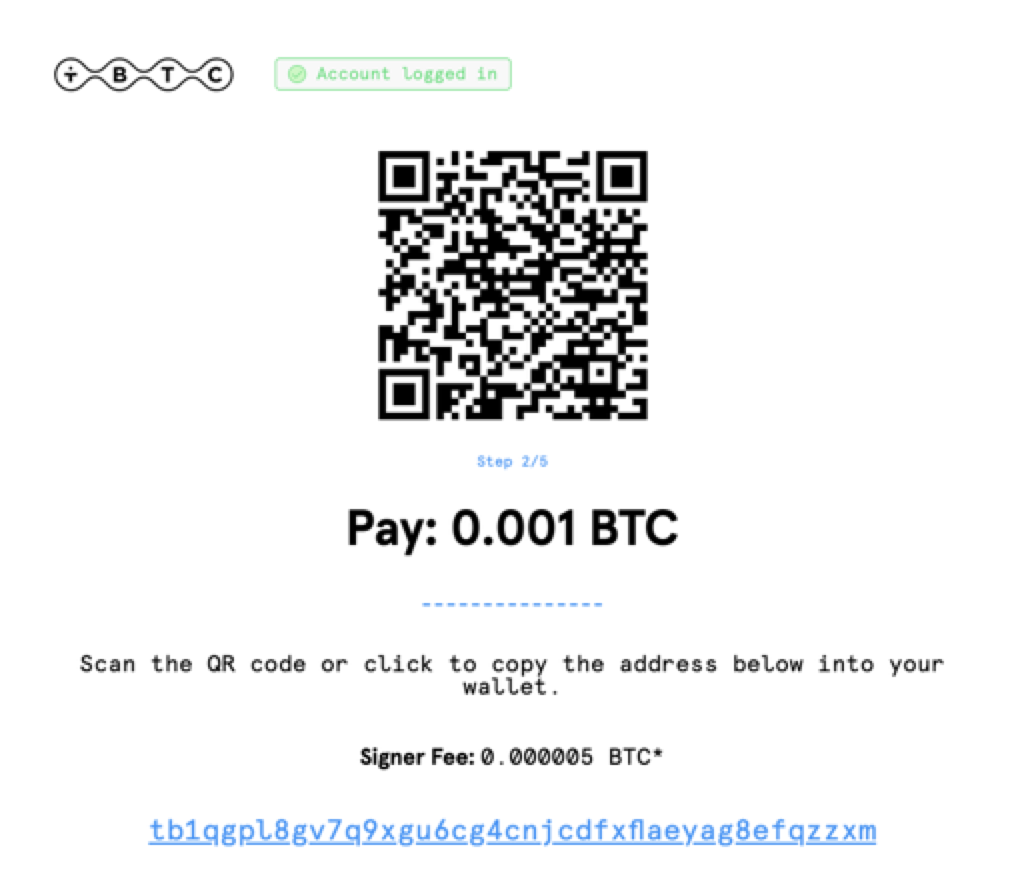 tBTC
Account logged in
Step 2/5
Pay: 0.001 BTC
---------------
Scan the QR code or click to copy the address below into your
wallet.
Signer Fee: 0.000005 BTC*
tb1qgpl8gv7q9xgu6cg4cnjcdfxflaeyag8efqzzxm